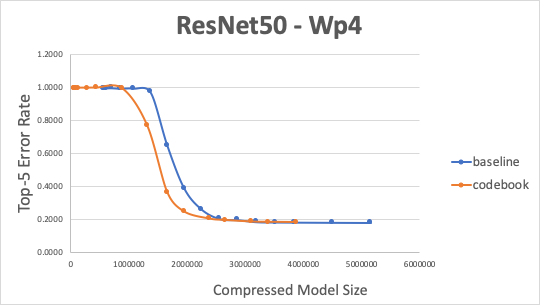 ResNet50 - Wp4
1.2000
1.0000
0.8000
0.6000
0.4000
0.2000
0.0000
Top-5 Error Rate
0 1000000 2000000 3000000 4000000 5000000 6000000
Compressed Model Size
baseline
codebook